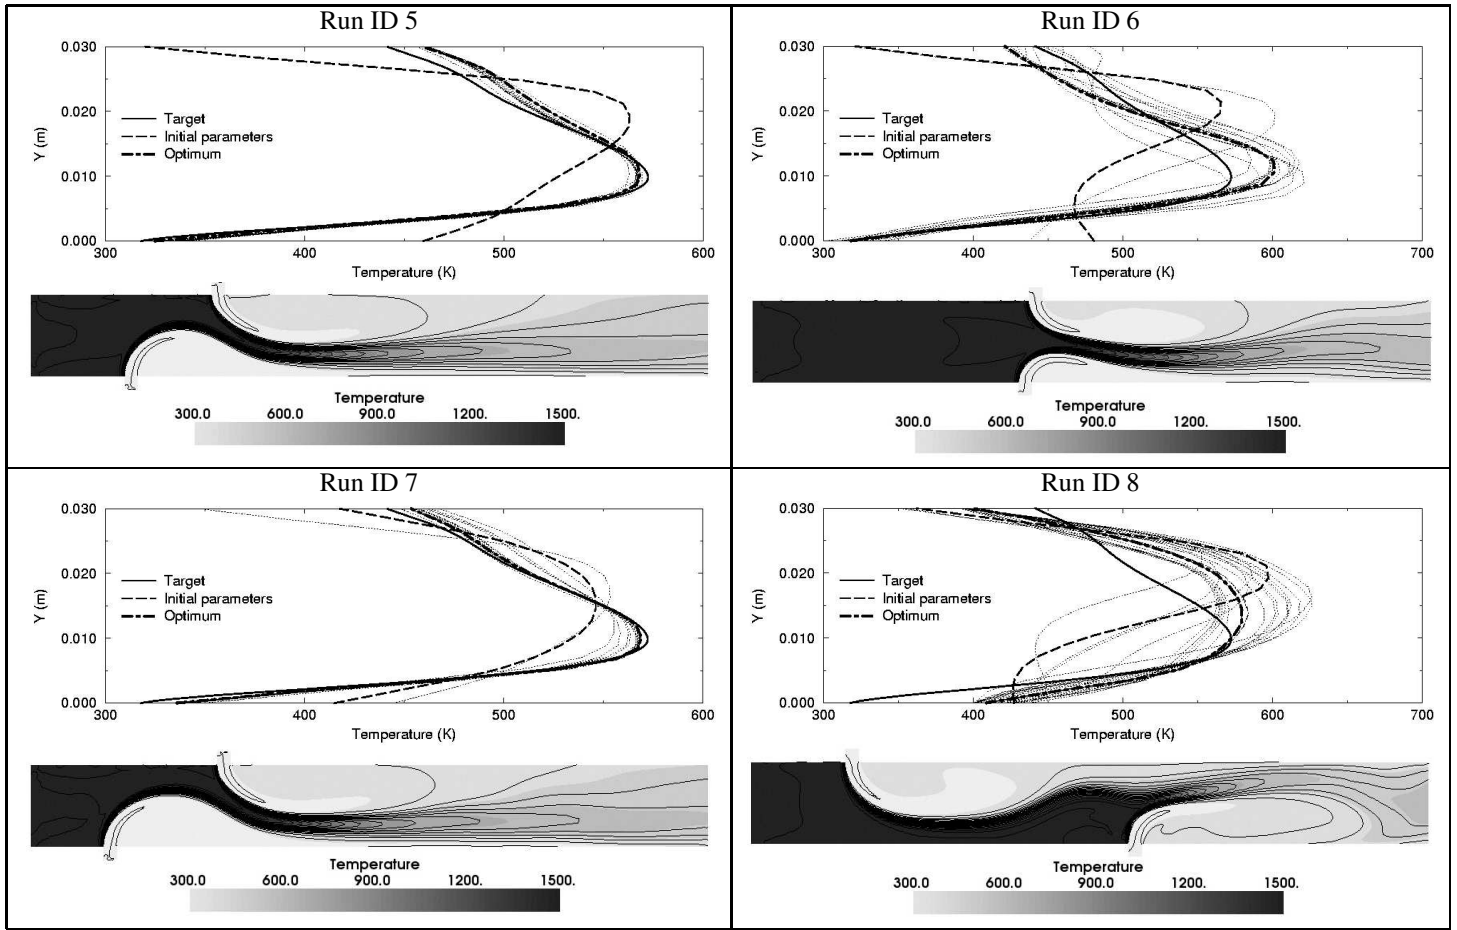 Run ID 5
0.030
0.020
0.010
0.000
Y (m)
Target
Initial parameters
Optimum
300
400
500
600
Temperature (K)
Temperature
300.0
600.0
900.0
1200.
1500.
Run ID 6
0.030
0.020
0.010
0.000
Y (m)
Target
Initial parameters
Optimum
300
400
500
600
700
Temperature (K)
Temperature
300.0
600.0
900.0
1200.
1500.
Run ID 7
0.030
0.020
0.010
0.000
Y (m)
Target
Initial parameters
Optimum
300
400
500
600
Temperature (K)
Temperature
300.0
600.0
900.0
1200.
1500.
Run ID 8
0.030
0.020
0.010
0.000
Y (m)
Target
Initial parameters
Optimum
300
400
500
600
700
Temperature (K)
Temperature
300.0
600.0
900.0
1200.
1500.